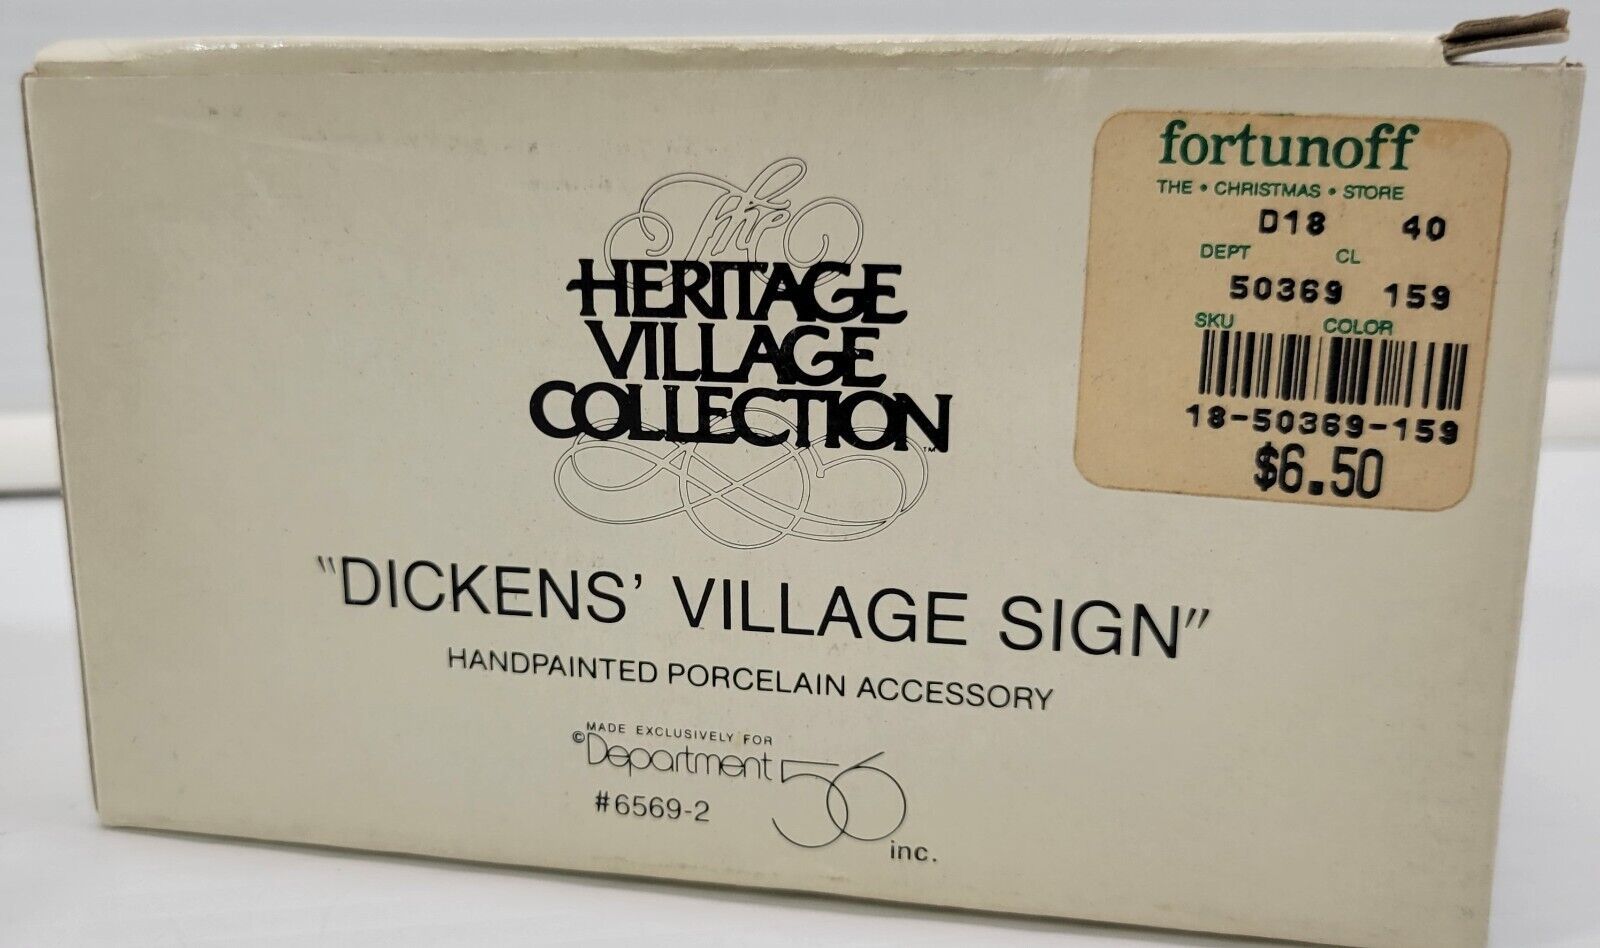 The
HERITAGE
VILLAGE
COLLECTION™
"DICKENS' VILLAGE SIGN"
HANDPAINTED PORCELAIN ACCESSORY
MADE EXCLUSIVELY FOR
©Department 56 inc.
#6569-2
fortunoff
THE • CHRISTMAS • STORE
D18 40
DEPT CL
50369 159
SKU COLOR
18-50369-159
$6.50